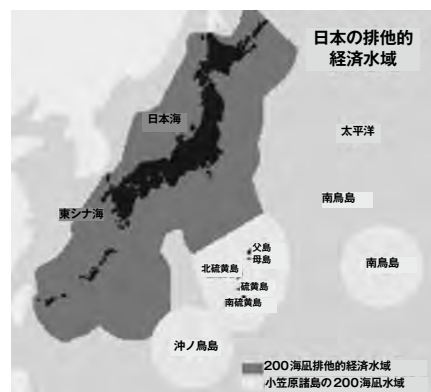 日本の排他的
経済水域
日本海
太平洋
東シナ海
南鳥島
父島
母島
北硫黄島
硫黄島
南硫黄島
南鳥島
沖ノ鳥島
200海凪排他的経済水域
小笠原諸島の200海凪水域